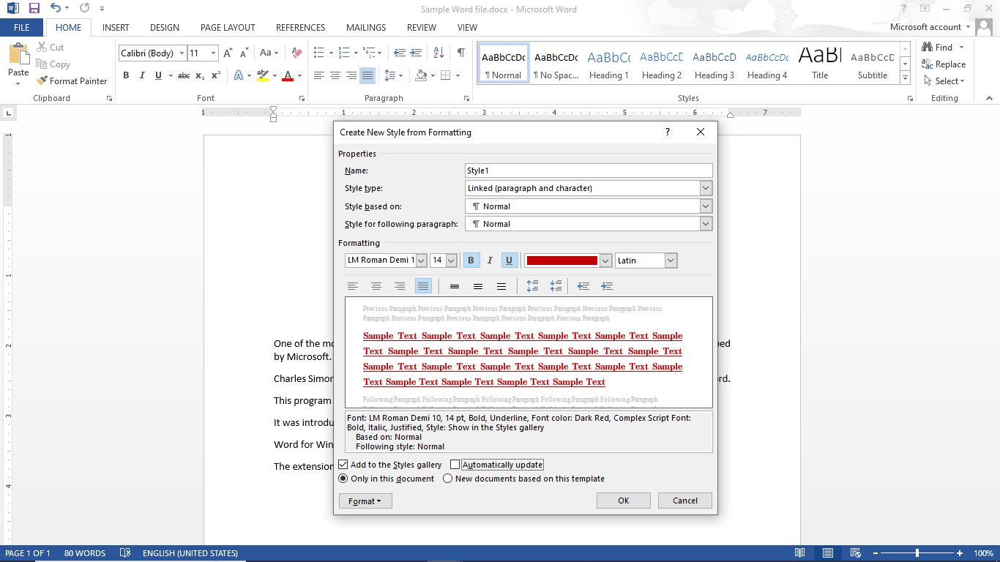 Sample Word file.docx - Microsoft Word
FILE HOME INSERT DESIGN PAGE LAYOUT REFERENCES MAILINGS REVIEW VIEW Microsoft account
Paste
Cut
Copy
Format Painter
Clipboard
Calibri (Body) 11
Font
Paragraph
AaBbCcDc AaBbCcDc AaBbCc AaBbCcD AaBbCcD AaBbCcDc AaBl AaBbCcD
¶ Normal ¶ No Spac... Heading 1 Heading 2 Heading 3 Heading 4 Title Subtitle
Styles
Find
Replace
Select
Editing
1 1 2 3 4 5 6 7
1
1
2
3
4
One of the mo
ped
by Microsoft.
Charles Simon
rd.
This program
It was introdu
Word for Win
The extension
Create New Style from Formatting ?
Properties
Name: Style1
Style type: Linked (paragraph and character)
Style based on: ¶ Normal
Style for following paragraph: ¶ Normal
Formatting
LM Roman Demi 1 14 B I U Latin
Previous Paragraph Previous Paragraph Previous Paragraph Previous Paragraph Previous Paragraph Previous
Paragraph Previous Paragraph Previous Paragraph Previous Paragraph Previous Paragraph
Sample Text Sample Text Sample Text Sample Text Sample Text Sample
Text Sample Text Sample Text Sample Text Sample Text Sample Text
Sample Text Sample Text Sample Text Sample Text Sample Text Sample
Text Sample Text Sample Text Sample Text Sample Text
Following Paragraph Following Paragraph Following Paragraph Following Paragraph Following Paragraph
Font: LM Roman Demi 10, 14 pt, Bold, Underline, Font color: Dark Red, Complex Script Font:
Bold, Italic, Justified, Style: Show in the Styles gallery
Based on: Normal
Following style: Normal
Add to the Styles gallery Automatically update
Only in this document New documents based on this template
Format OK Cancel
PAGE 1 OF 1 80 WORDS ENGLISH (UNITED STATES) 100%